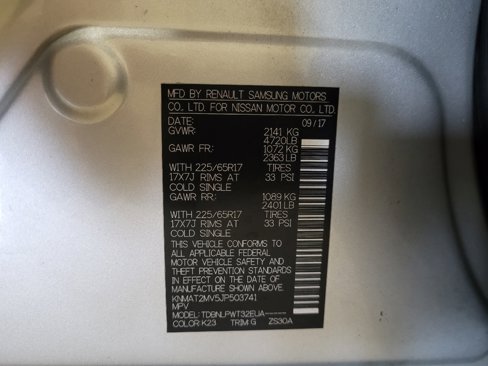 MFD BY RENAULT SAMSUNG MOTORS
CO. LTD. FOR NISSAN MOTOR CO., LTD.
DATE: 09/17
GVWR: 2141 KG
4720LB
GAWR FR: 1072 KG
2363LB
WITH 225/65R17 TIRES
17X7J RIMS AT 33 PSI
COLD SINGLE
GAWR RR: 1089 KG
2401LB
WITH 225/65R17 TIRES
17X7J RIMS AT 33 PSI
COLD SINGLE
THIS VEHICLE CONFORMS TO
ALL APPLICABLE FEDERAL
MOTOR VEHICLE SAFETY AND
THEFT PREVENTION STANDARDS
IN EFFECT ON THE DATE OF
MANUFACTURE SHOWN ABOVE.
KNMAT2MV5JP503741
MPV
MODEL: TDBNLPWT32EUA------
COLOR: K23 TRIM: G ZS30A